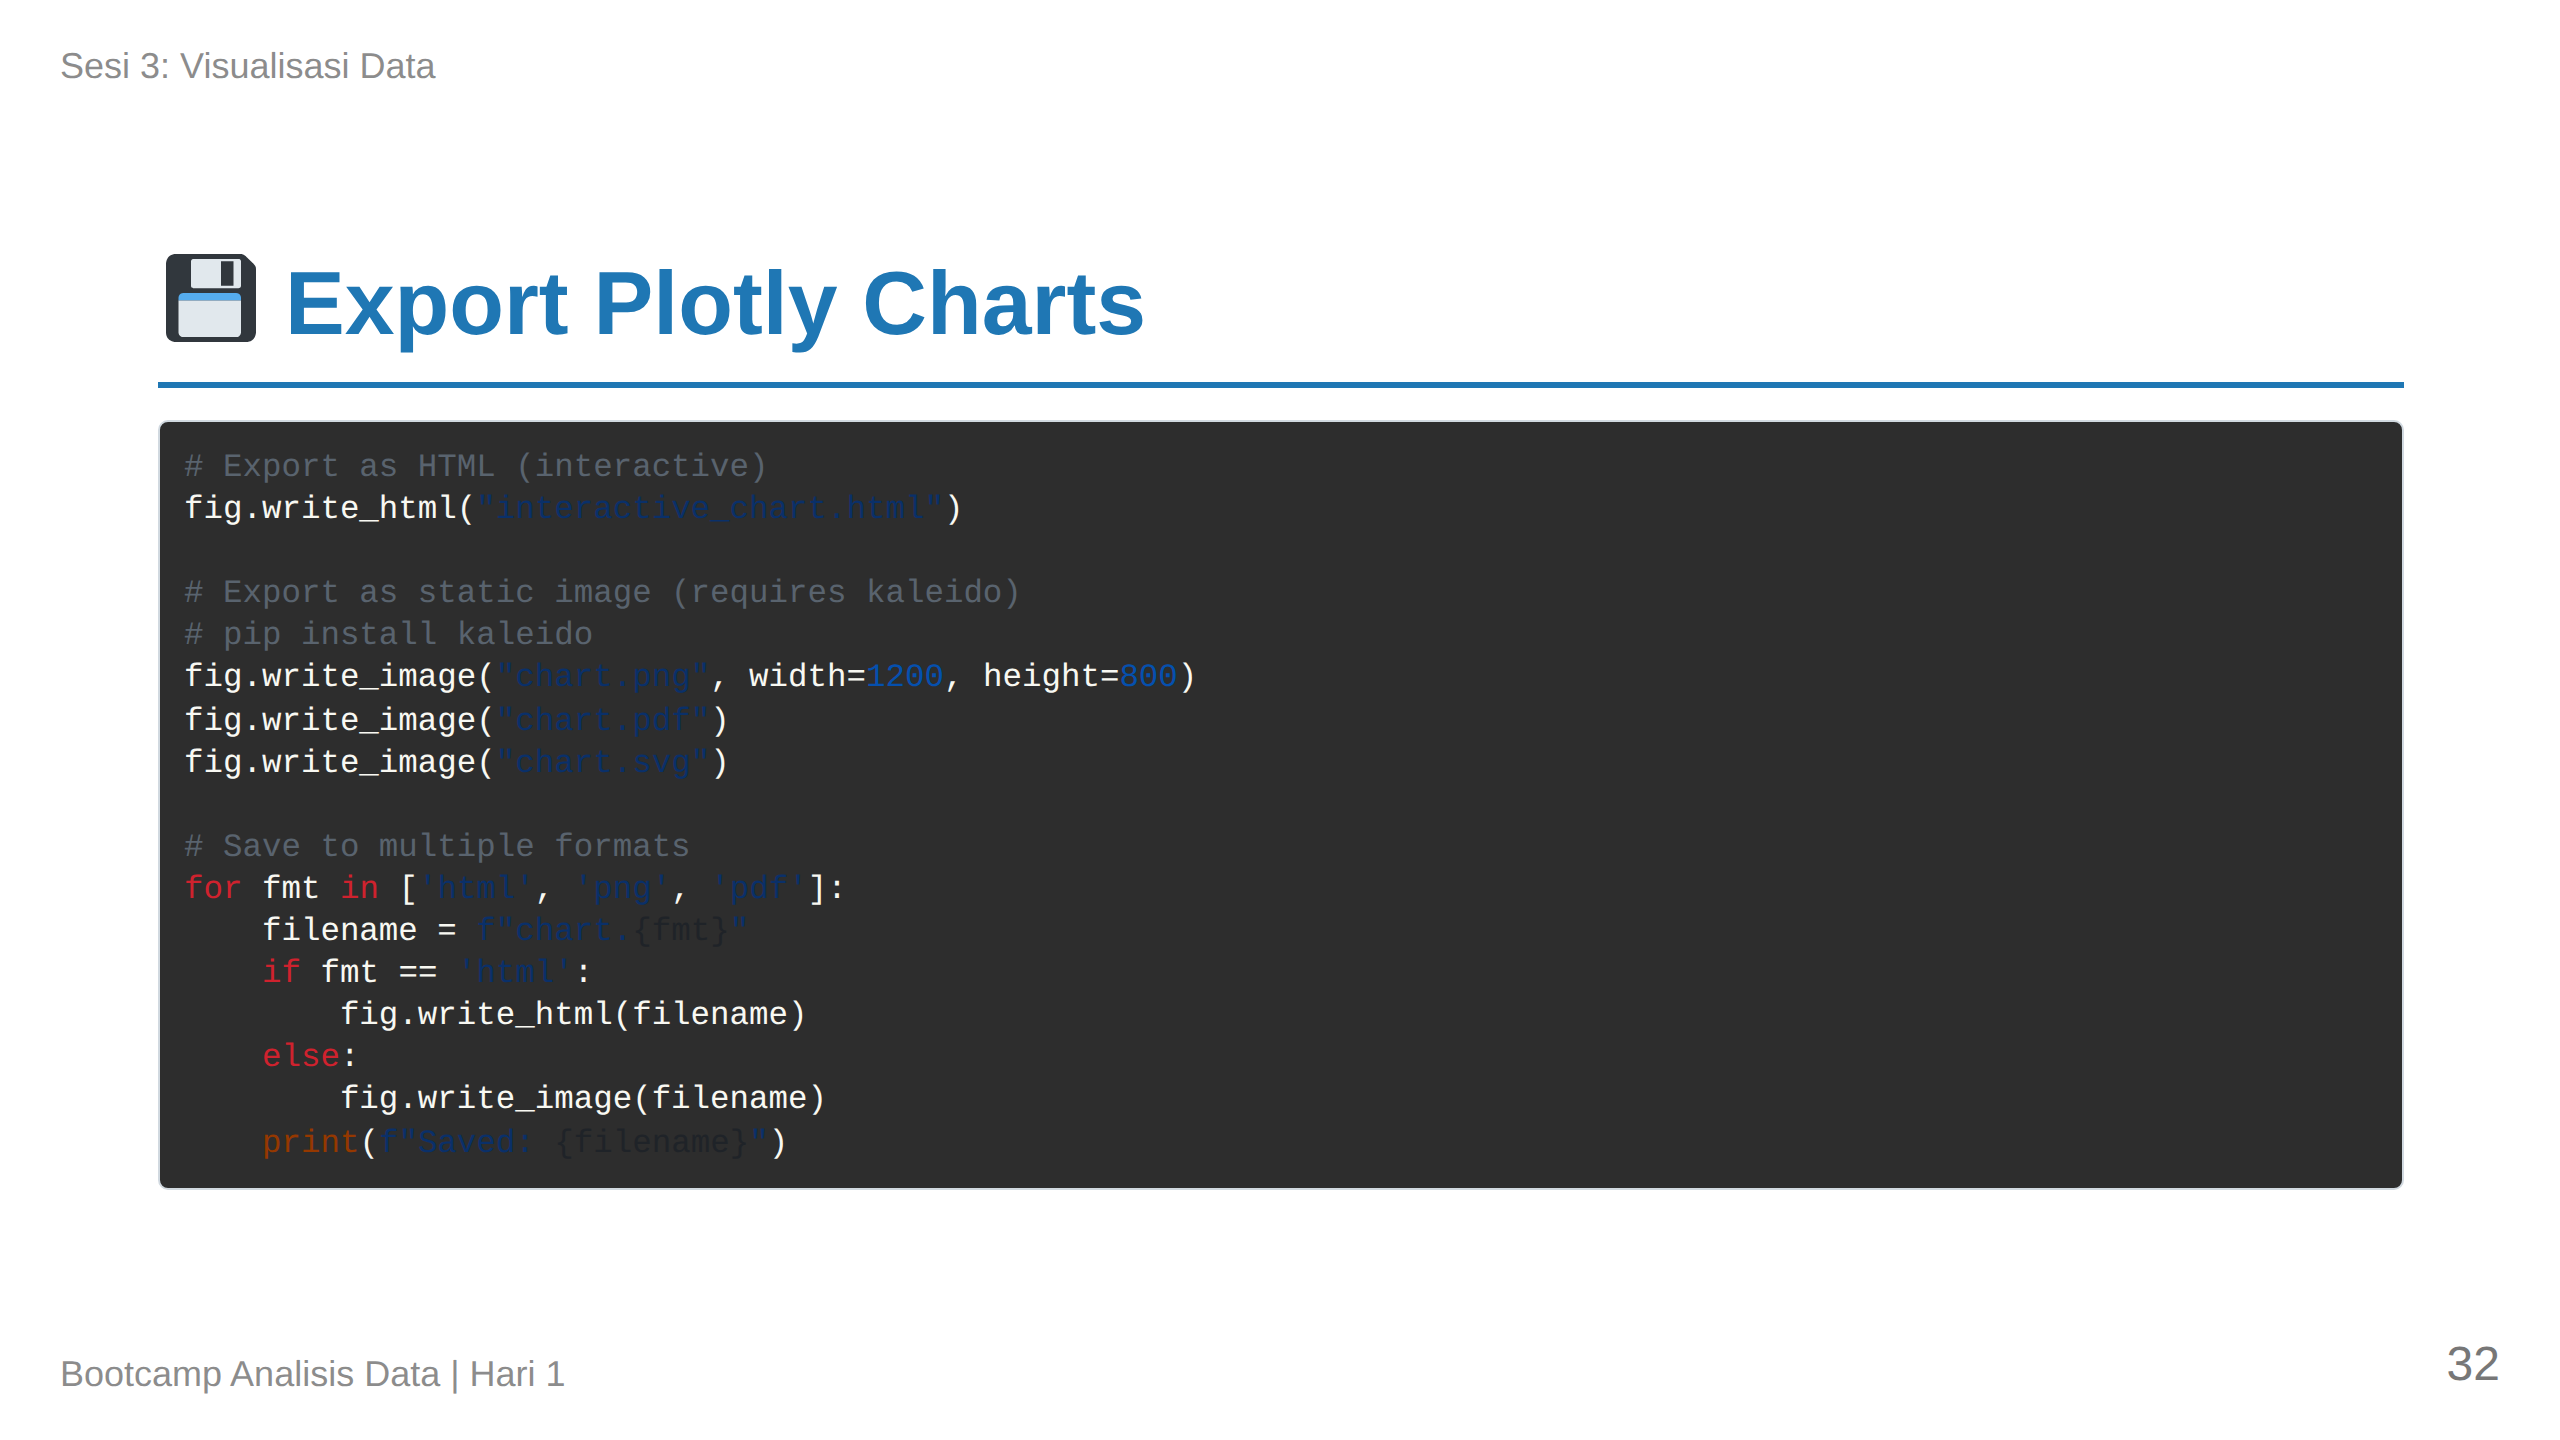 Sesi 3: Visualisasi Data
💾 Export Plotly Charts
# Export as HTML (interactive)
fig.write_html("interactive_chart.html")
# Export as static image (requires kaleido)
# pip install kaleido
fig.write_image("chart.png", width=1200, height=800)
fig.write_image("chart.pdf")
fig.write_image("chart.svg")
# Save to multiple formats
for fmt in ['html', 'png', 'pdf']:
    filename = f"chart.{fmt}"
    if fmt == 'html':
        fig.write_html(filename)
    else:
        fig.write_image(filename)
    print(f"Saved: {filename}")
Bootcamp Analisis Data | Hari 1
32